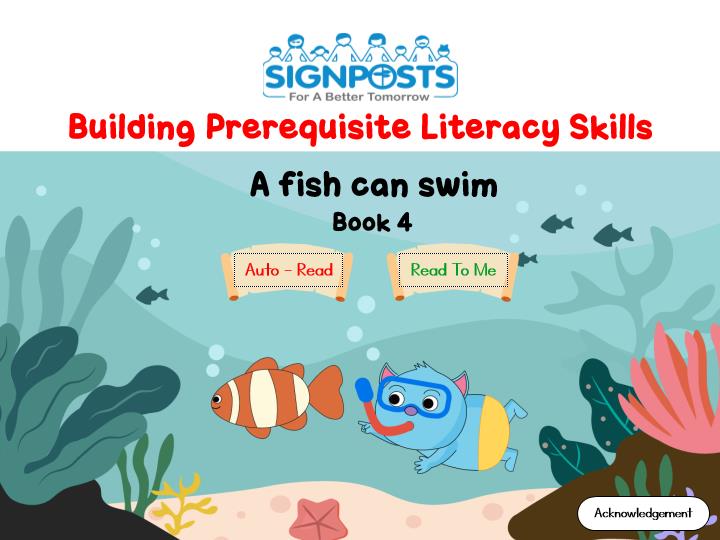 SIGNPOSTS
For A Better Tomorrow
Building Prerequisite Literacy Skills
A fish can swim
Book 4
Auto - Read
Read To Me
Acknowledgement